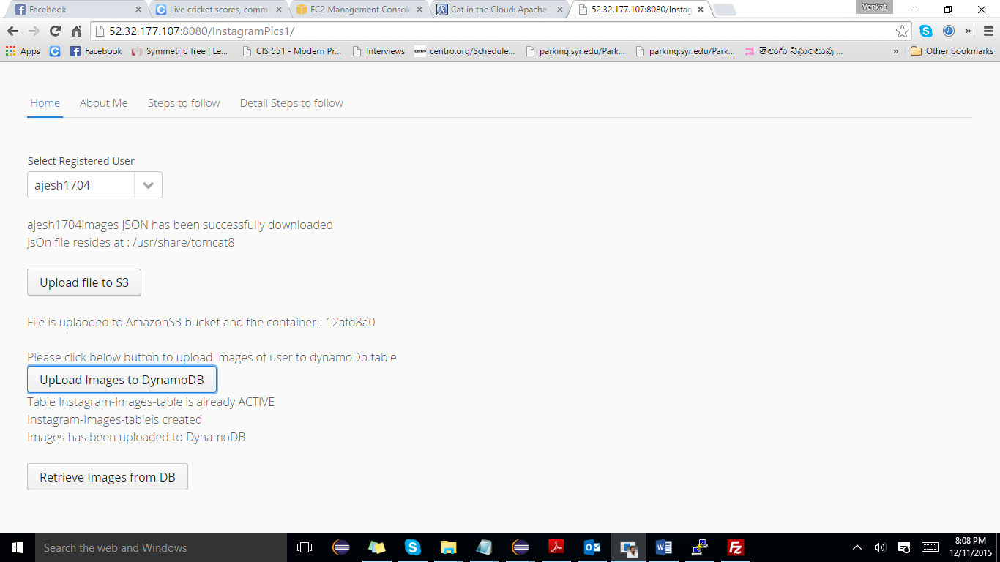 Facebook
Live cricket scores, comme
EC2 Management Console
Cat in the Cloud: Apache T
52.32.177.107:8080/Instag
Venkat
52.32.177.107:8080/InstagramPics1/
Apps
Facebook
Symmetric Tree | Le...
CIS 551 - Modern Pr...
Interviews
centro centro.org/Schedule...
parking.syr.edu/Park...
parking.syr.edu/Park...
తెలుగు నిఘంటువు ...
»
Other bookmarks
Home
About Me
Steps to follow
Detail Steps to follow
Select Registered User
ajesh1704
ajesh1704images JSON has been successfully downloaded
JsOn file resides at : /usr/share/tomcat8
Upload file to S3
File is uplaoded to AmazonS3 bucket and the container : 12afd8a0
Please click below button to upload images of user to dynamoDb table
UpLoad Images to DynamoDB
Table Instagram-Images-table is already ACTIVE
Instagram-Images-tableis created
Images has been uploaded to DynamoDB
Retrieve Images from DB
Search the web and Windows
8:08 PM
12/11/2015